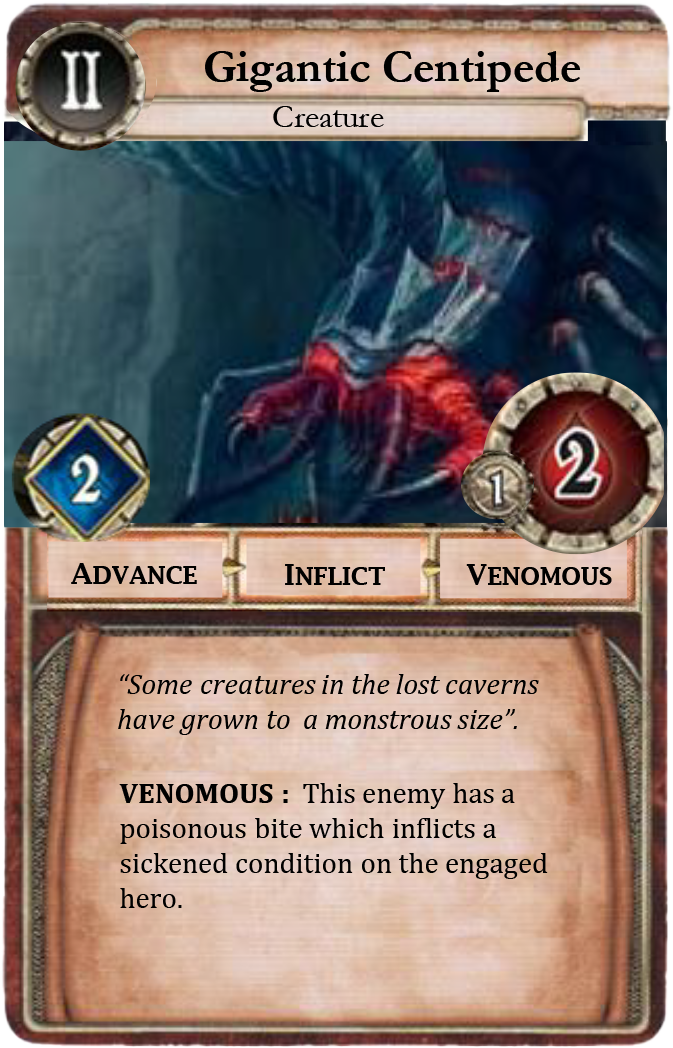 II
Gigantic Centipede
Creature
2
1
2
ADVANCE
INFLICT
VENOMOUS
“Some creatures in the lost caverns
have grown to a monstrous size”.
VENOMOUS : This enemy has a
poisonous bite which inflicts a
sickened condition on the engaged
hero.